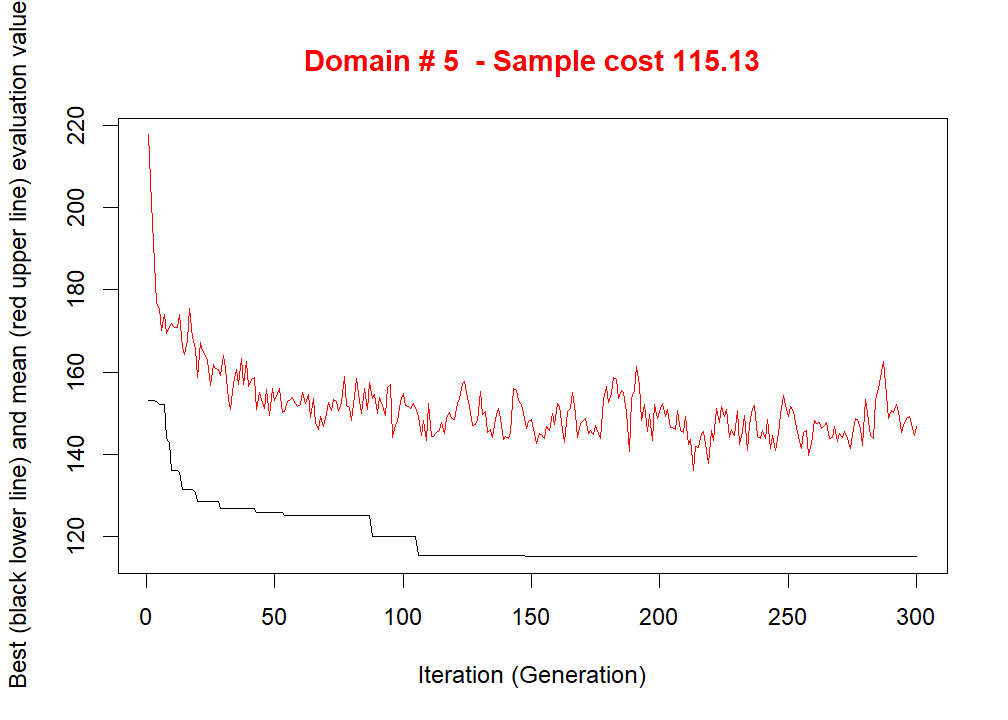 Domain # 5  - Sample cost 115.13
Best (black lower line) and mean (red upper line) evaluation value
220
200
180
160
140
120
0 50 100 150 200 250 300
Iteration (Generation)